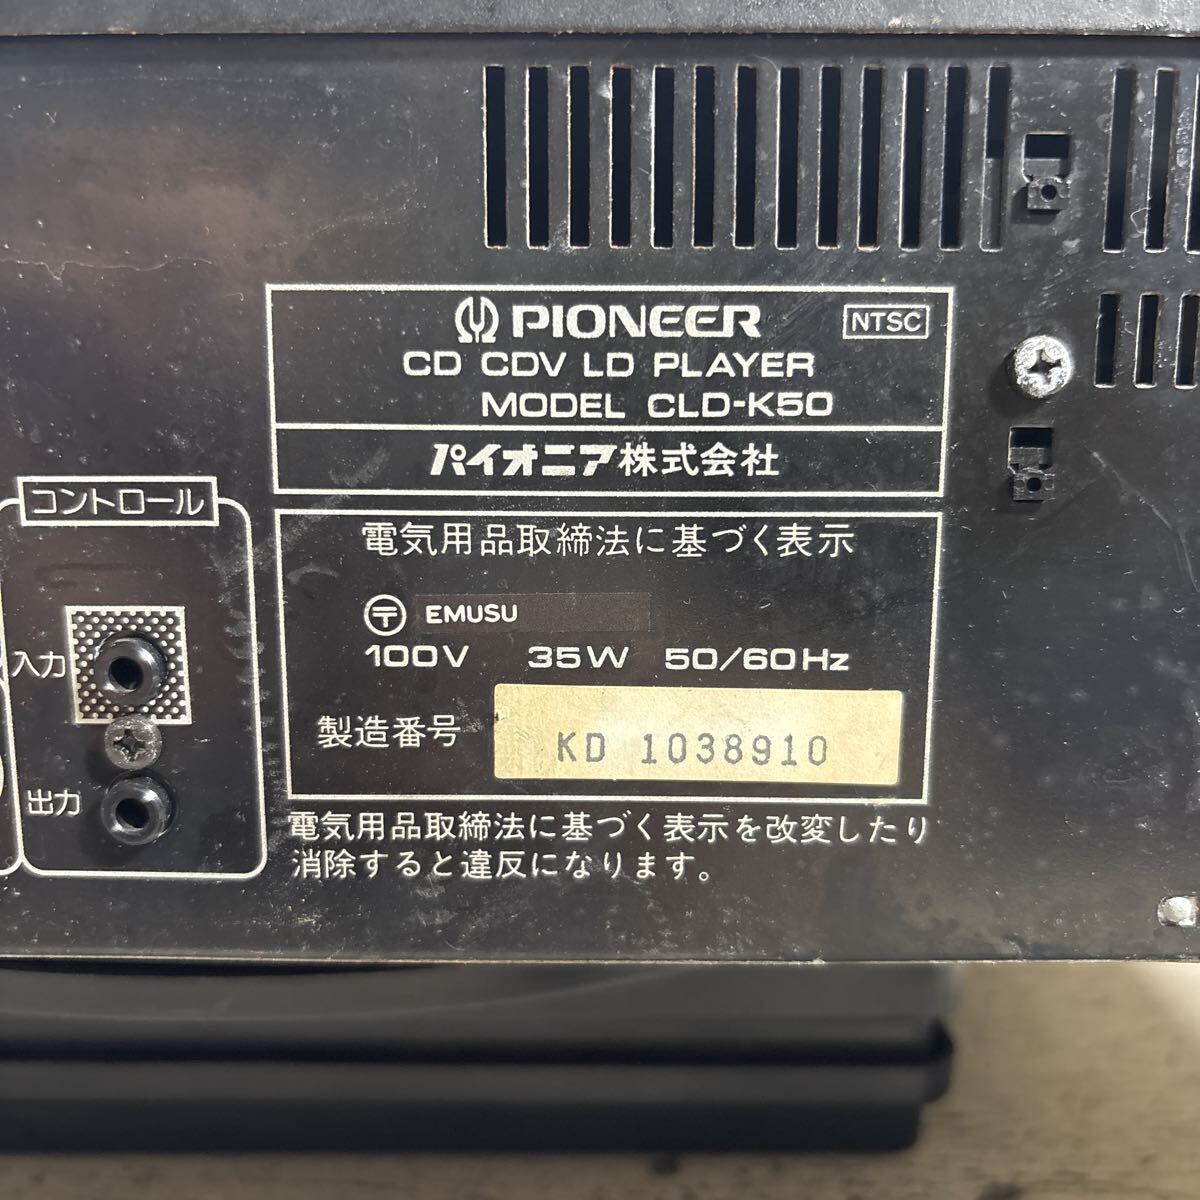 PIONEER NTSC
CD CDV LD PLAYER
MODEL CLD-K50
パイオニア株式会社
コントロール
入力
出力
電気用品取締法に基づく表示
〒 EMUSU
100V 35W 50/60Hz
製造番号 KD 1038910
電気用品取締法に基づく表示を改変したり
消除すると違反になります。